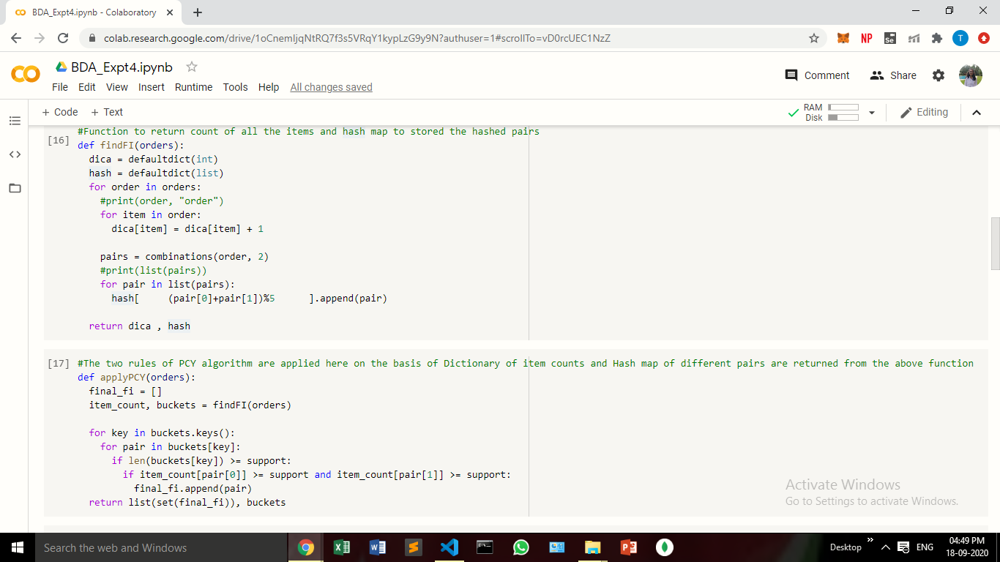 BDA_Expt4.ipynb - Colaboratory
colab.research.google.com/drive/1oCnemIjqNtRQ7f3s5VRqY1kypLzG9y9N?authuser=1#scrollTo=vD0rcUEC1NzZ
NP
Se
T
BDA_Expt4.ipynb
Comment
Share
File Edit View Insert Runtime Tools Help All changes saved
+ Code + Text
RAM
Disk
Editing
#Function to return count of all the items and hash map to stored the hashed pairs
[16]
def findFI(orders):
  dica = defaultdict(int)
  hash = defaultdict(list)
  for order in orders:
    #print(order, "order")
    for item in order:
      dica[item] = dica[item] + 1
    pairs = combinations(order, 2)
    #print(list(pairs))
    for pair in list(pairs):
      hash[     (pair[0]+pair[1])%5      ].append(pair)
  return dica , hash
[17] #The two rules of PCY algorithm are applied here on the basis of Dictionary of item counts and Hash map of different pairs are returned from the above function
def applyPCY(orders):
  final_fi = []
  item_count, buckets = findFI(orders)
  for key in buckets.keys():
    for pair in buckets[key]:
      if len(buckets[key]) >= support:
        if item_count[pair[0]] >= support and item_count[pair[1]] >= support:
          final_fi.append(pair)
  return list(set(final_fi)), buckets
Activate Windows
Go to Settings to activate Windows.
Search the web and Windows
Desktop
ENG
04:49 PM
18-09-2020